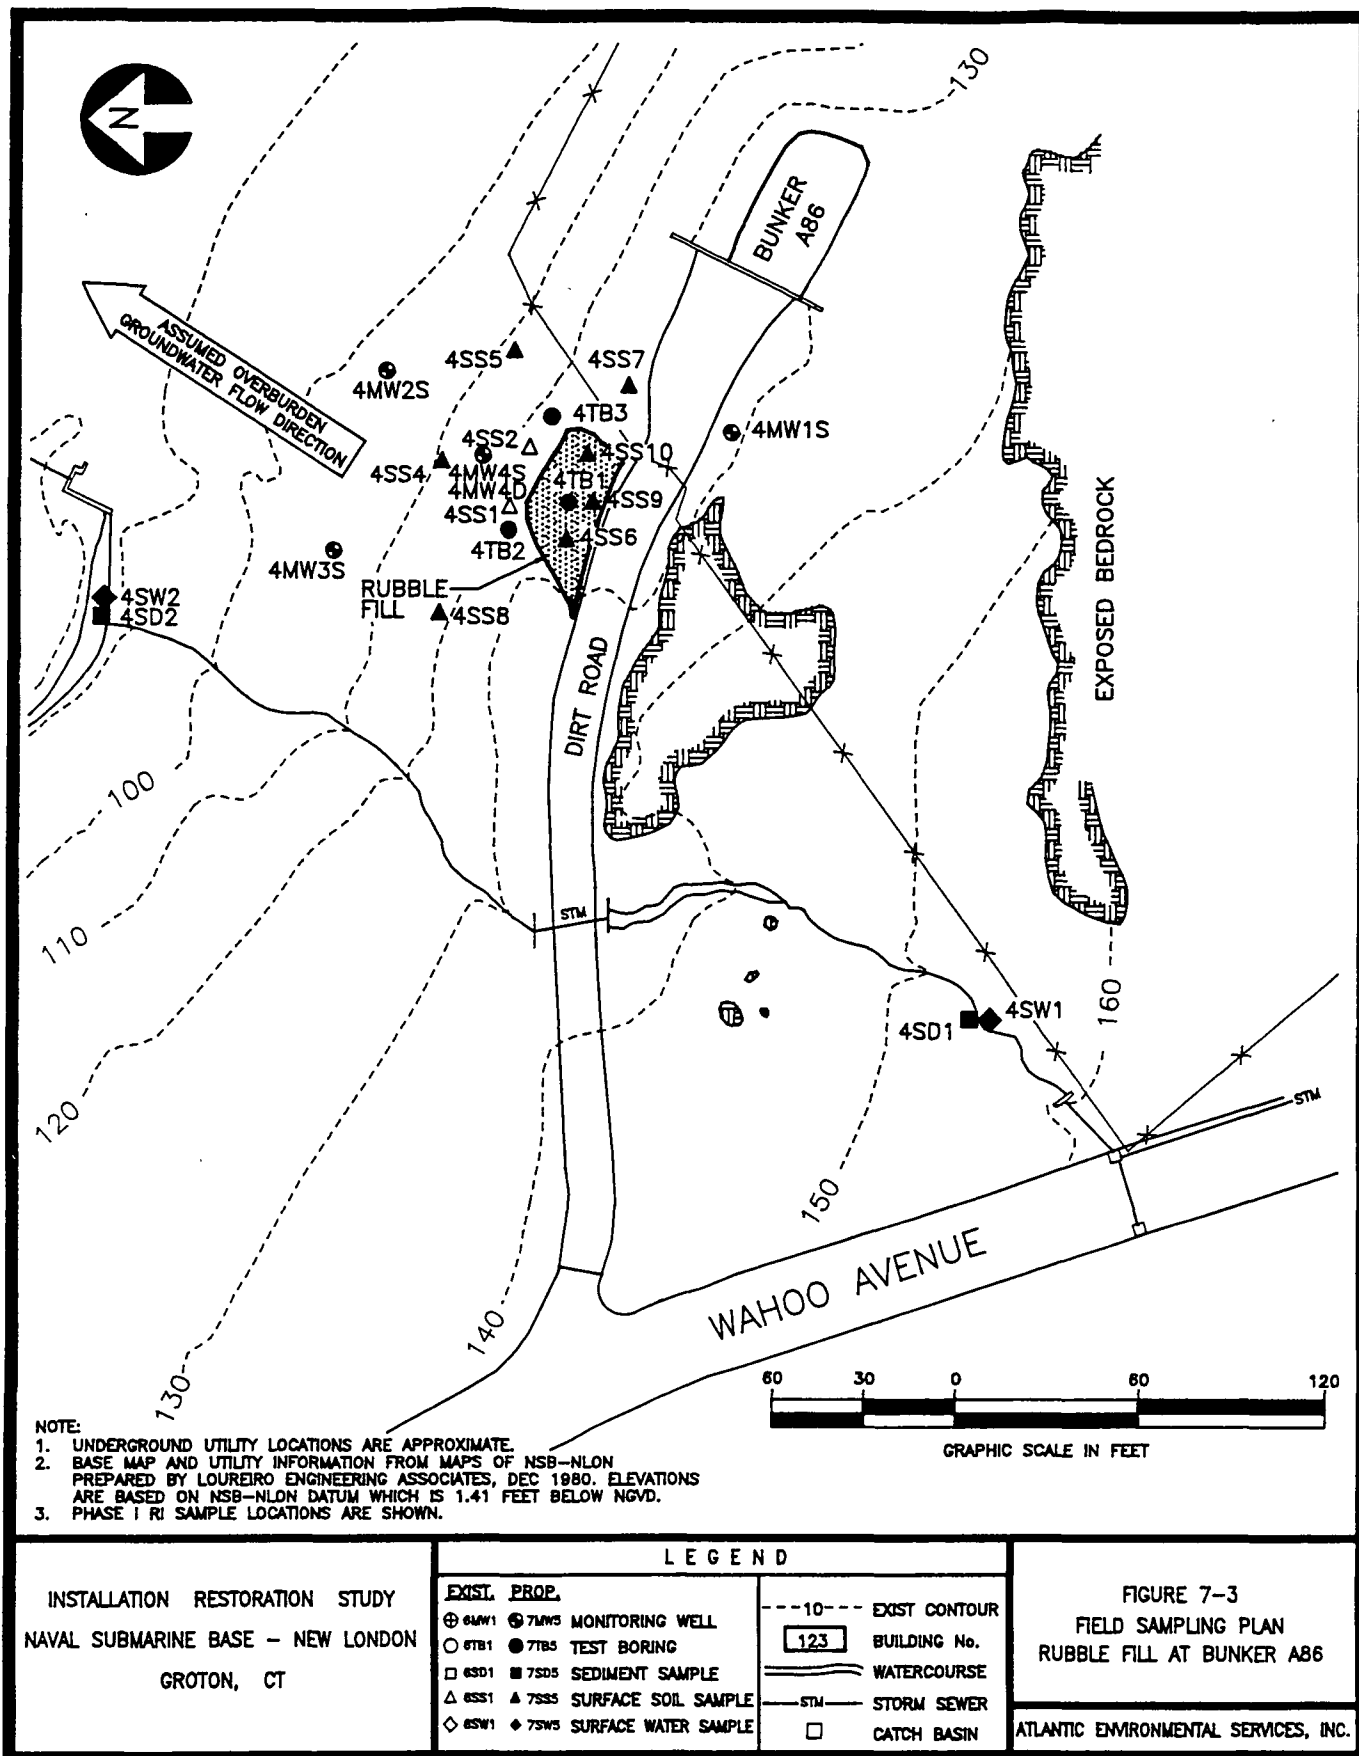 N
130
BUNKER
A86
ASSUMED OVERBURDEN
GROUNDWATER FLOW DIRECTION
4SS5
4SS7
4MW2S
4TB3
4MW1S
4SS2
4SS10
4SS4
4MW4S
4MW4D
4TB1
4SS9
4SS1
4TB2
4SS6
4MW3S
RUBBLE
FILL
4SS8
4SW2
4SD2
EXPOSED BEDROCK
DIRT ROAD
100
STM
110
160
4SW1
4SD1
120
STM
150
WAHOO AVENUE
140
130
60 30 0 60 120
GRAPHIC SCALE IN FEET
NOTE:
1. UNDERGROUND UTILITY LOCATIONS ARE APPROXIMATE.
2. BASE MAP AND UTILITY INFORMATION FROM MAPS OF NSB-NLON
PREPARED BY LOUREIRO ENGINEERING ASSOCIATES, DEC 1980. ELEVATIONS
ARE BASED ON NSB-NLON DATUM WHICH IS 1.41 FEET BELOW NGVD.
3. PHASE I RI SAMPLE LOCATIONS ARE SHOWN.
INSTALLATION RESTORATION STUDY
NAVAL SUBMARINE BASE - NEW LONDON
GROTON, CT
LEGEND
EXIST. PROP.
6MW1 7MW5 MONITORING WELL
6TB1 7TB5 TEST BORING
6SD1 7SD5 SEDIMENT SAMPLE
6SS1 7SS5 SURFACE SOIL SAMPLE
6SW1 7SW5 SURFACE WATER SAMPLE
10 EXIST CONTOUR
123 BUILDING No.
WATERCOURSE
STM STORM SEWER
CATCH BASIN
FIGURE 7-3
FIELD SAMPLING PLAN
RUBBLE FILL AT BUNKER A86
ATLANTIC ENVIRONMENTAL SERVICES, INC.